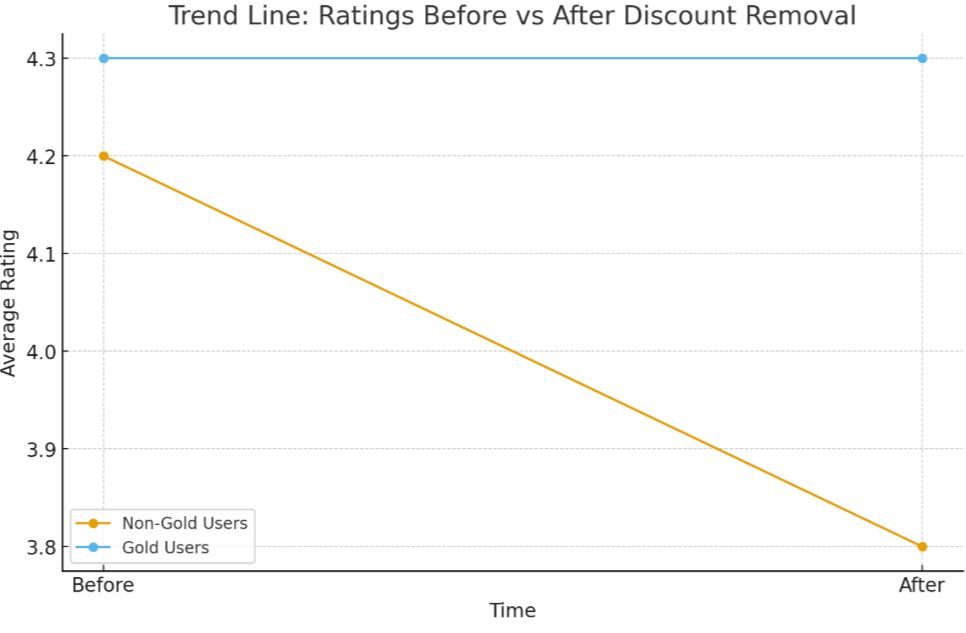 Trend Line: Ratings Before vs After Discount Removal
4.3
4.2
4.1
4.0
3.9
3.8
Average Rating
Non-Gold Users
Gold Users
Before
After
Time